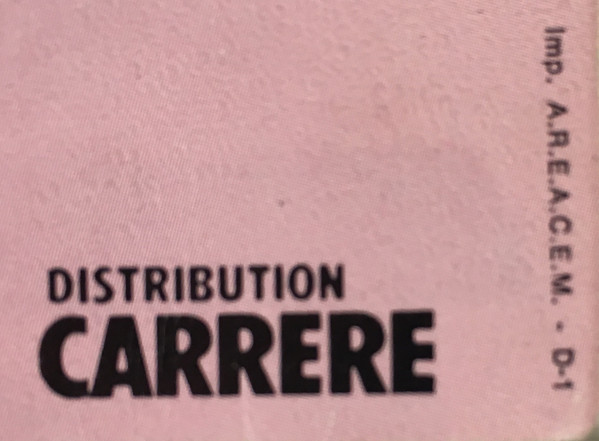 DISTRIBUTION
CARRERE
Imp. A.R.E.A.C.E.M. - D-1